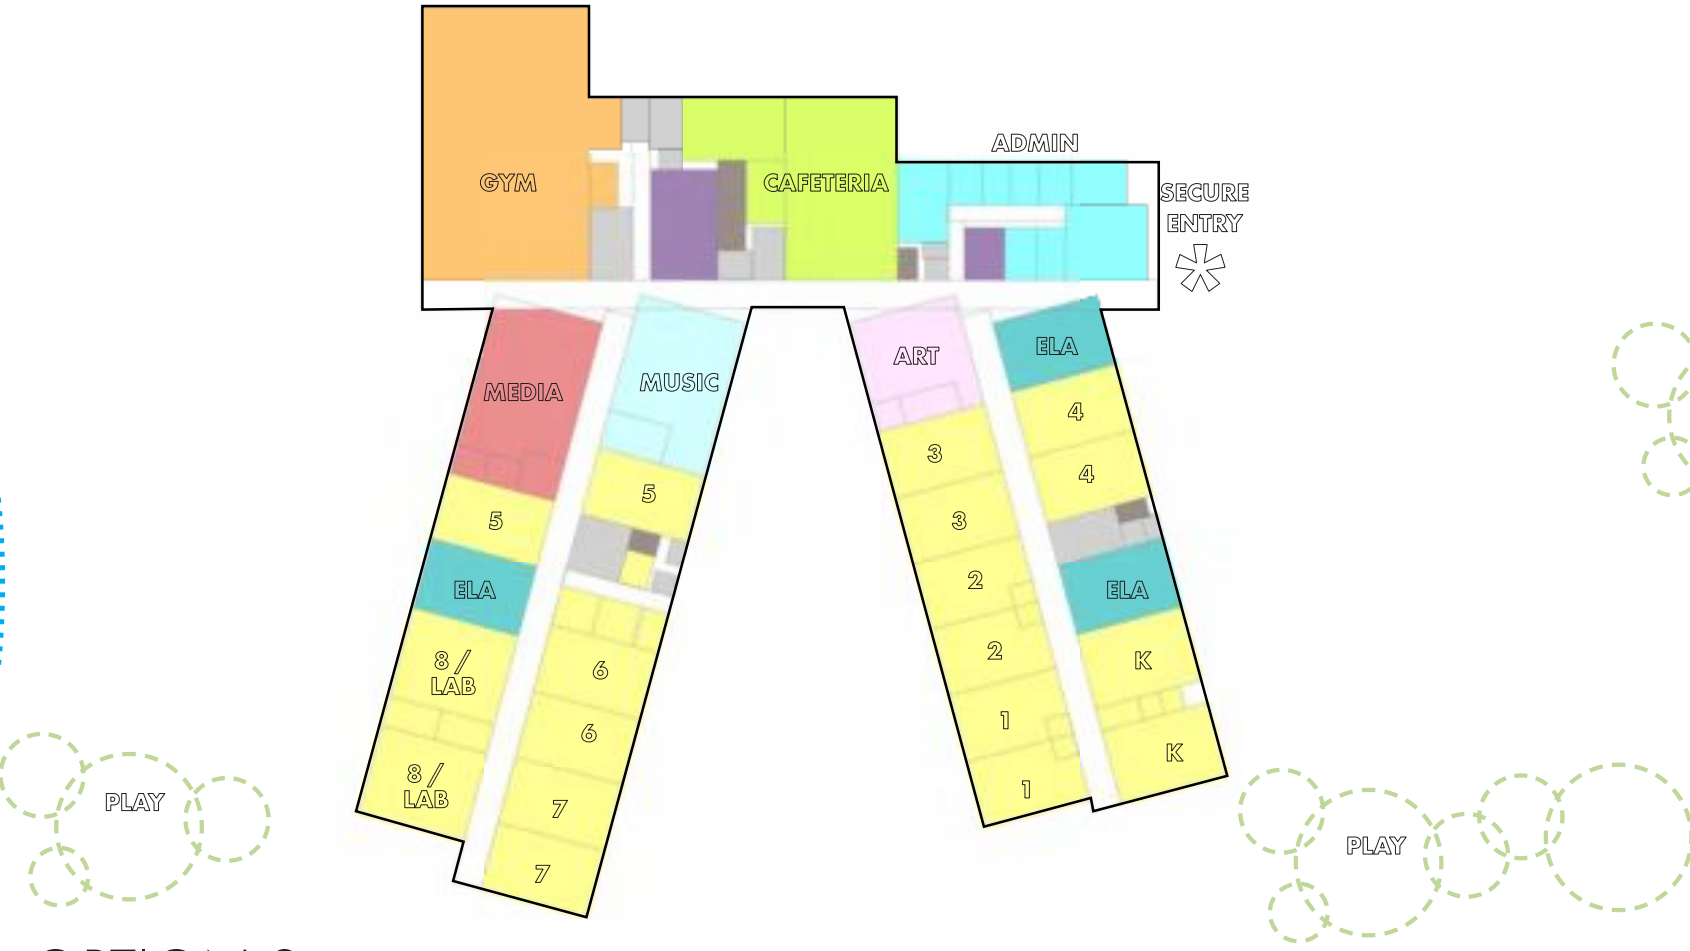 ADMIN
GYM
CAFETERIA
SECURE
ENTRY
MEDIA
MUSIC
ART
ELA
4
3
4
5
5
3
ELA
2
ELA
8 /
LAB
6
2
K
6
1
K
8 /
LAB
7
1
7
PLAY
PLAY